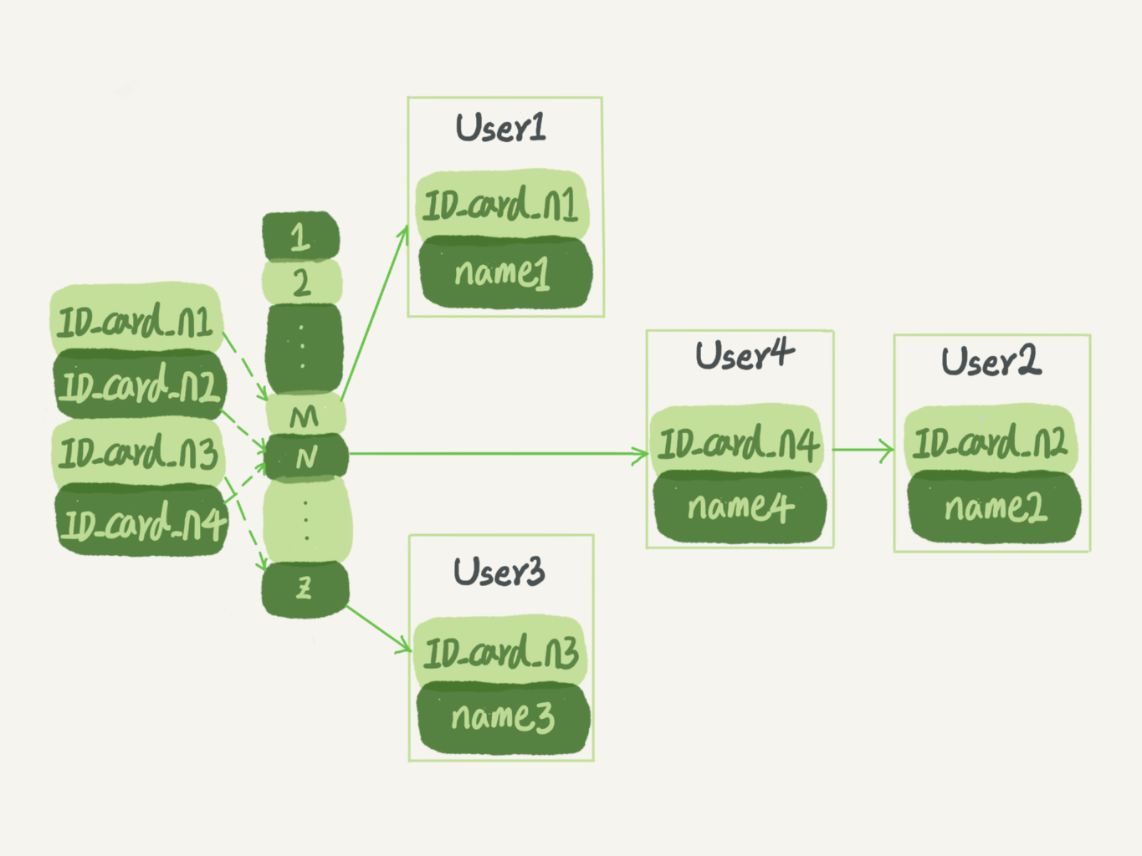 User1
ID_card_n1
name1
1
2
⋮
M
N
⋮
Z
ID_card_n1
ID_card_n2
ID_card_n3
ID_card_n4
User4
ID_card_n4
name4
User2
ID_card_n2
name2
User3
ID_card_n3
name3